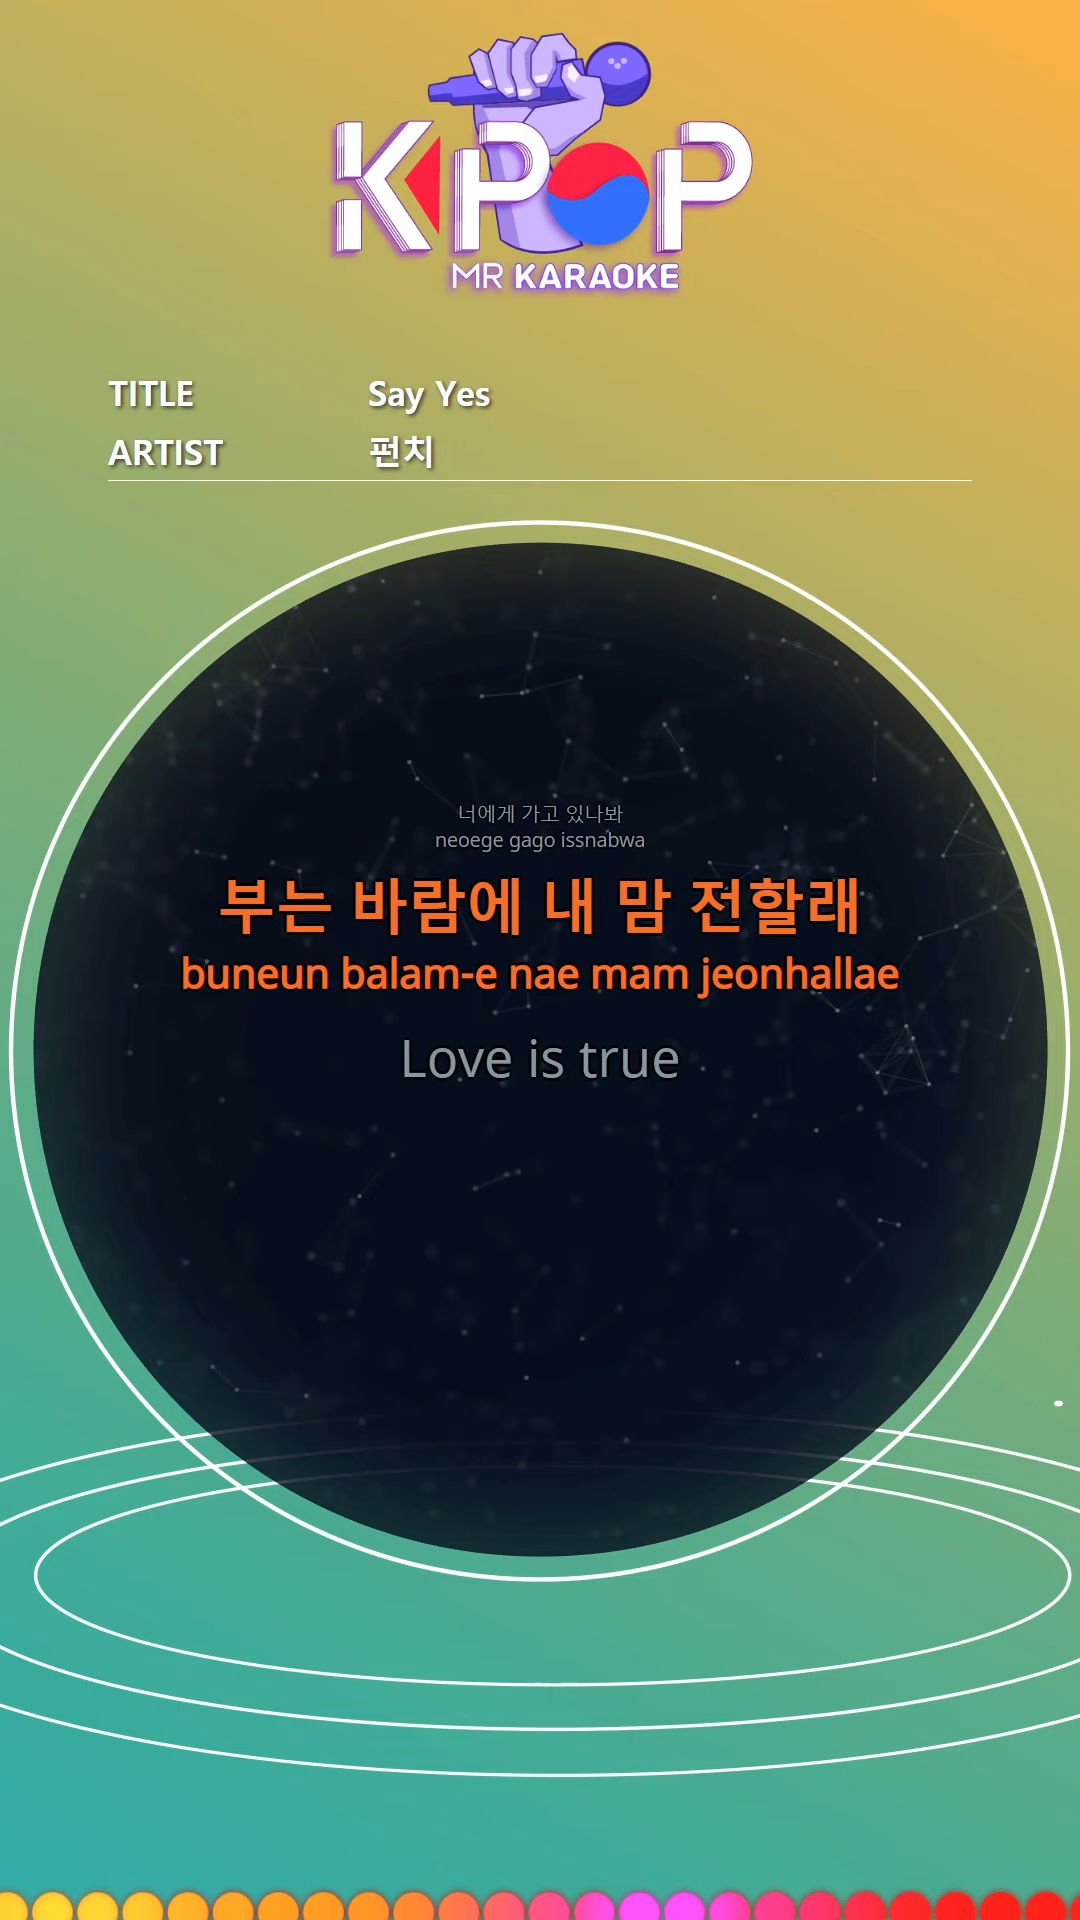 KPOP
MR KARAOKE
TITLE Say Yes
ARTIST 펀치
너에게 가고 있나봐
neoege gago issnabwa
부는 바람에 내 맘 전할래
buneun balam-e nae mam jeonhallae
Love is true